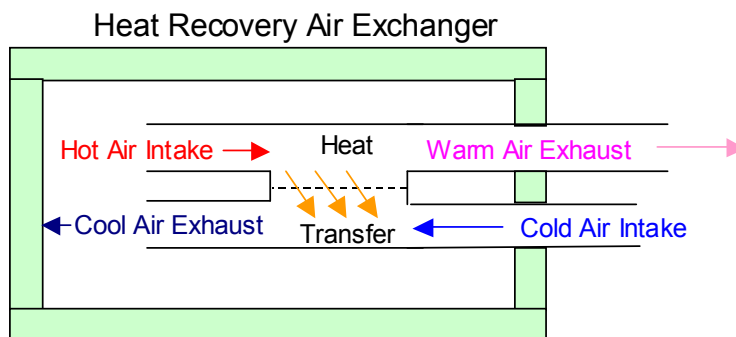 Heat Recovery Air Exchanger
Hot Air Intake
Heat
Warm Air Exhaust
Cool Air Exhaust
Transfer
Cold Air Intake